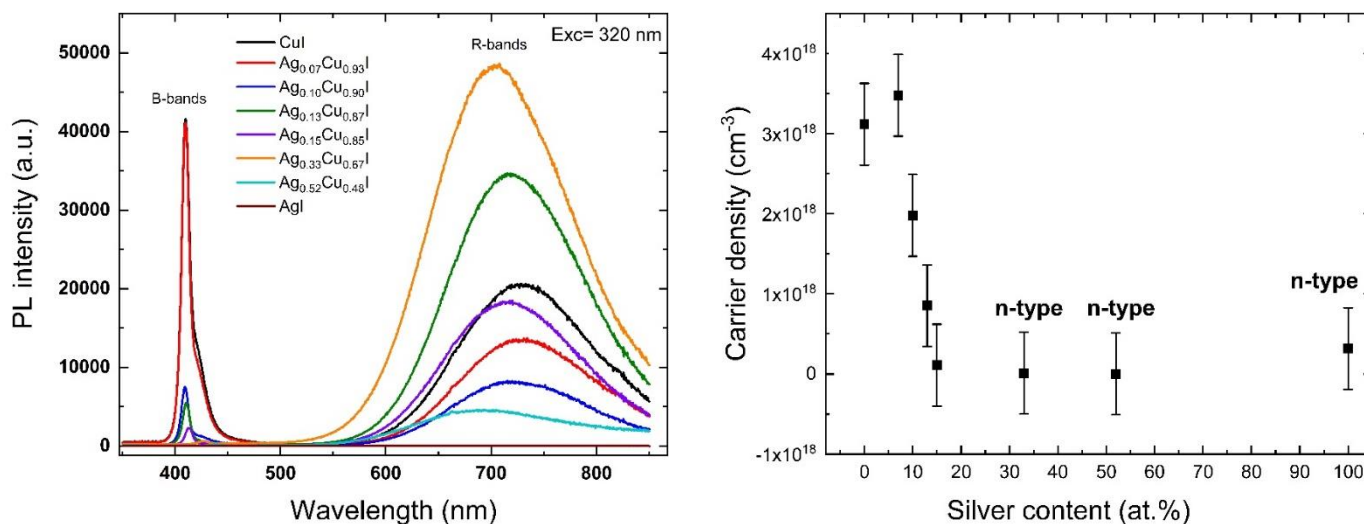 Exc= 320 nm
B-bands
R-bands
CuI
Ag0.07Cu0.93I
Ag0.10Cu0.90I
Ag0.13Cu0.87I
Ag0.15Cu0.85I
Ag0.33Cu0.67I
Ag0.52Cu0.48I
AgI
PL intensity (a.u.)
50000
40000
30000
20000
10000
0
400 500 600 700 800
Wavelength (nm)
Carrier density (cm-3)
4x10^18
3x10^18
2x10^18
1x10^18
0
-1x10^18
n-type
n-type
n-type
0 10 20 30 40 50 60 70 80 90 100
Silver content (at.%)